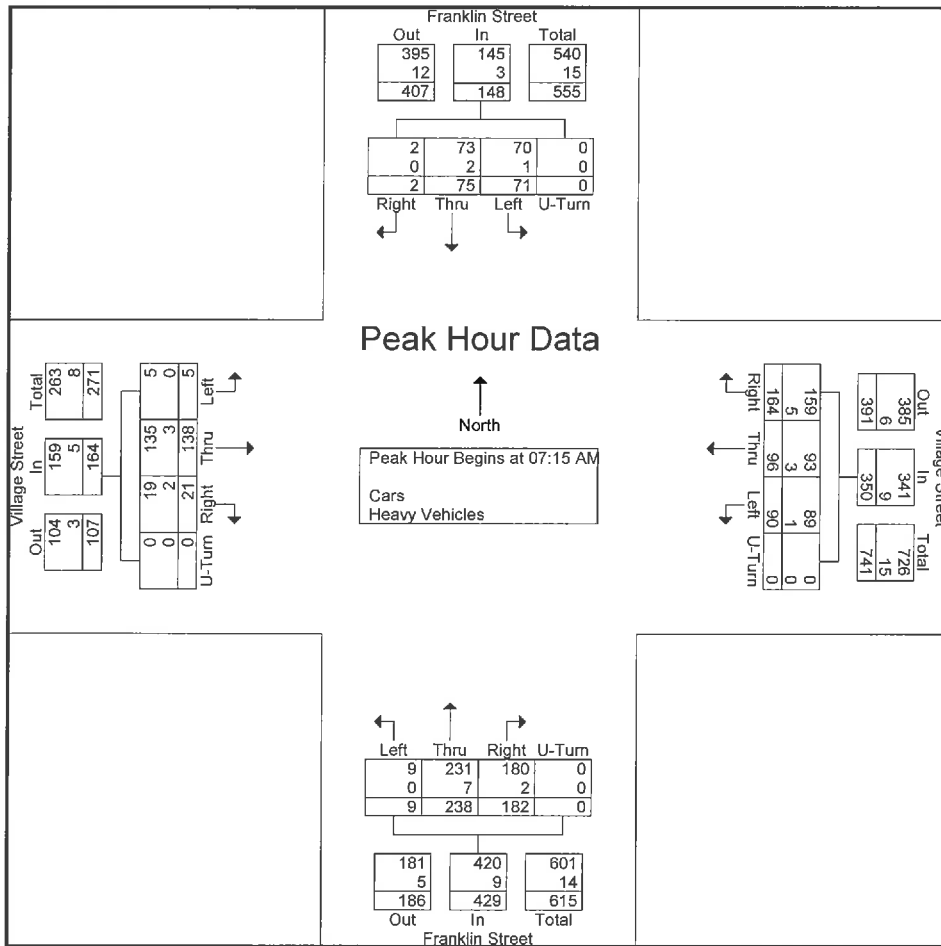 Franklin Street
Out In Total
395 145 540
12 3 15
407 148 555
2 73 70 0
0 2 1 0
2 75 71 0
Right Thru Left U-Turn
Peak Hour Data
North
Peak Hour Begins at 07:15 AM
Cars
Heavy Vehicles
Village Street
Out In Total
104 159 263
3 5 8
107 164 271
U-Turn Right Thru Left
0 19 135 5
0 2 3 0
0 21 138 5
Village Street
Out In Total
385 341 726
6 9 15
391 350 741
159 93 89 0
5 3 1 0
164 96 90 0
Right Thru Left U-Turn
Left Thru Right U-Turn
9 231 180 0
0 7 2 0
9 238 182 0
181 420 601
5 9 14
186 429 615
Out In Total
Franklin Street